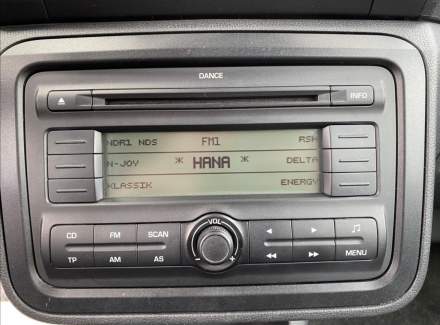 DANCE
INFO
NDR1 NDS FM1 RSH
N-JOY * HANA * DELTA
KLASSIK ENERGY
VOL
CD FM SCAN
TP AM AS MENU
- +